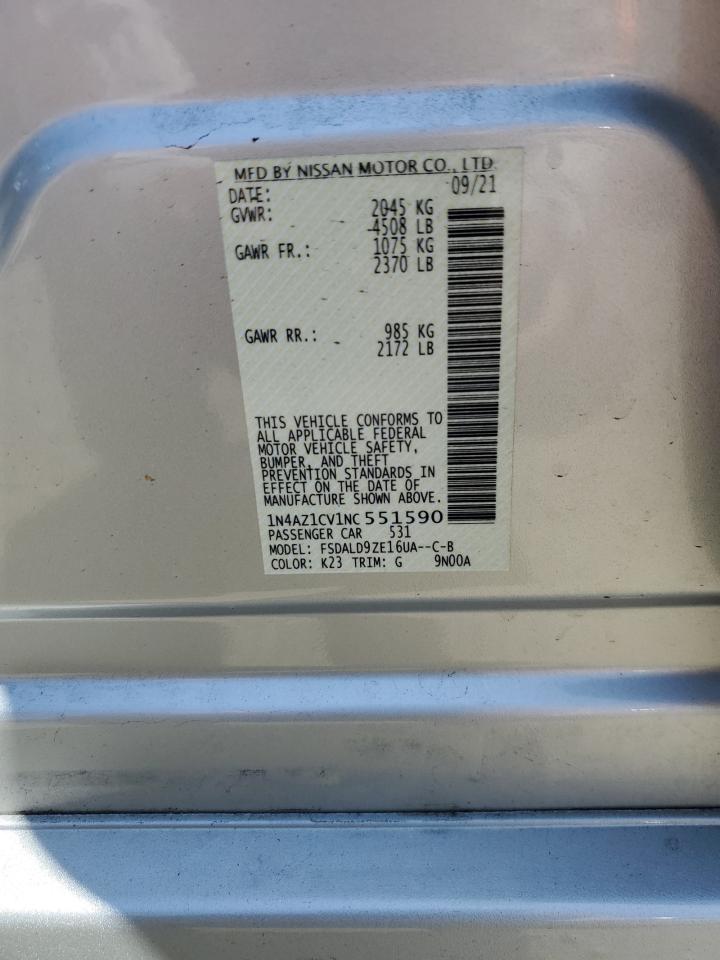 MFD BY NISSAN MOTOR CO., LTD.
DATE: 09/21
GVWR: 2045 KG
4508 LB
GAWR FR.: 1075 KG
2370 LB
GAWR RR.: 985 KG
2172 LB
THIS VEHICLE CONFORMS TO
ALL APPLICABLE FEDERAL
MOTOR VEHICLE SAFETY,
BUMPER, AND THEFT
PREVENTION STANDARDS IN
EFFECT ON THE DATE OF
MANUFACTURE SHOWN ABOVE.
1N4AZ1CV1NC551590
PASSENGER CAR 531
MODEL: FSDALD9ZE16UA--C-B
COLOR: K23 TRIM: G 9N00A